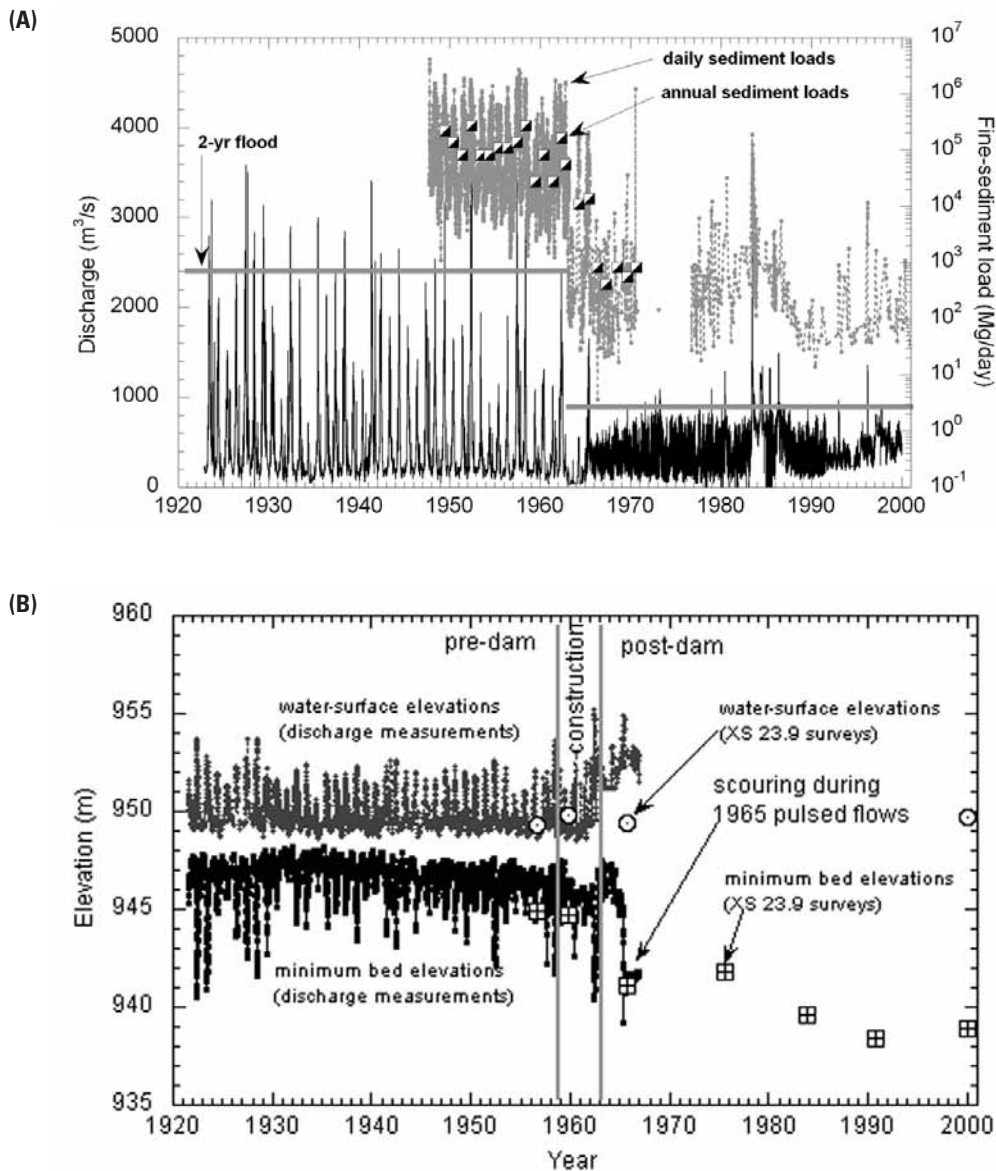 (A)
5000
4000
3000
2000
1000
0
Discharge (m³/s)
2-yr flood
daily sediment loads
annual sediment loads
10⁷
10⁶
10⁵
10⁴
10³
10²
10¹
10⁰
10⁻¹
Fine-sediment load (Mg/day)
1920 1930 1940 1950 1960 1970 1980 1990 2000
(B)
960
955
950
945
940
935
Elevation (m)
pre-dam
construction
post-dam
water-surface elevations
(discharge measurements)
water-surface elevations
(XS 23.9 surveys)
scouring during
1965 pulsed flows
minimum bed elevations
(XS 23.9 surveys)
minimum bed elevations
(discharge measurements)
1920 1930 1940 1950 1960 1970 1980 1990 2000
Year